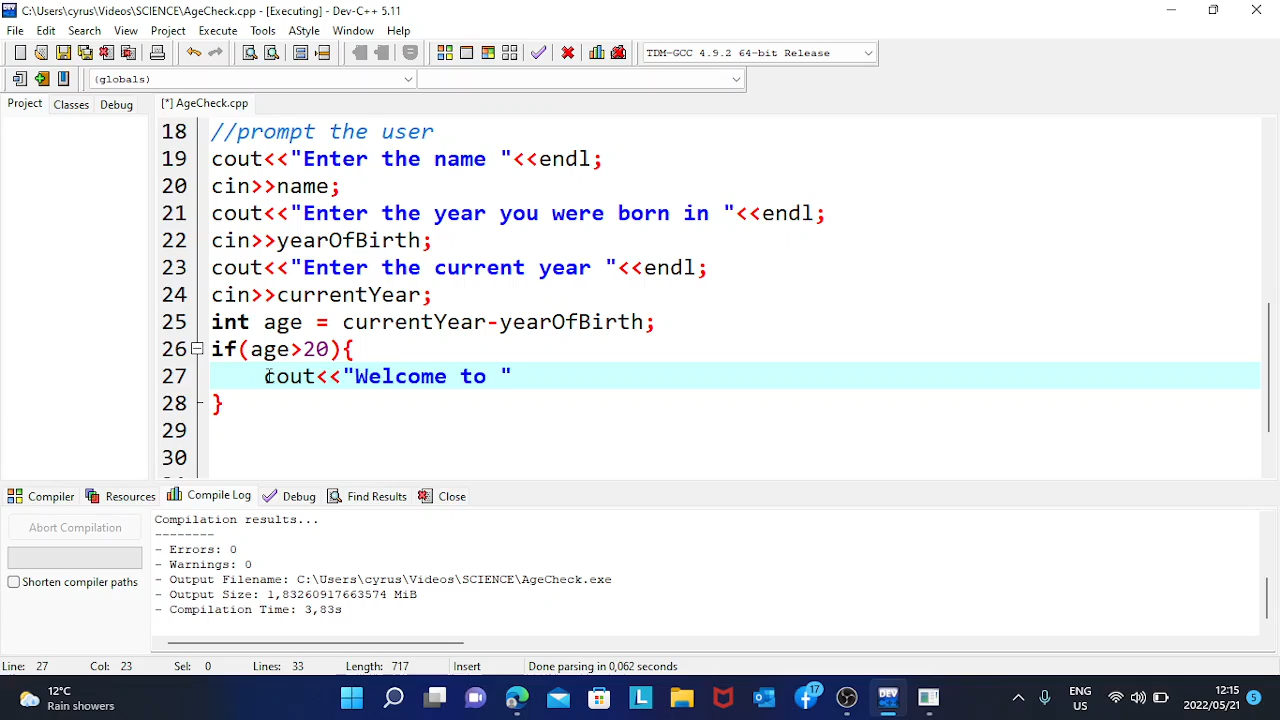 C:\Users\cyrus\Videos\SCIENCE\AgeCheck.cpp - [Executing] - Dev-C++ 5.11
File Edit Search View Project Execute Tools AStyle Window Help
TDM-GCC 4.9.2 64-bit Release
(globals)
Project Classes Debug [*] AgeCheck.cpp
18 //prompt the user
19 cout<<"Enter the name "<<endl;
20 cin>>name;
21 cout<<"Enter the year you were born in "<<endl;
22 cin>>yearOfBirth;
23 cout<<"Enter the current year "<<endl;
24 cin>>currentYear;
25 int age = currentYear-yearOfBirth;
26 if(age>20){
27 cout<<"Welcome to "
28 }
29
30
Compiler Resources Compile Log Debug Find Results Close
Abort Compilation
Shorten compiler paths
Compilation results...
--------
- Errors: 0
- Warnings: 0
- Output Filename: C:\Users\cyrus\Videos\SCIENCE\AgeCheck.exe
- Output Size: 1,83260917663574 MiB
- Compilation Time: 3,83s
Line: 27 Col: 23 Sel: 0 Lines: 33 Length: 717 Insert Done parsing in 0,062 seconds
12°C
Rain showers
L
17
DEV
ENG
US
12:15
2022/05/21
5